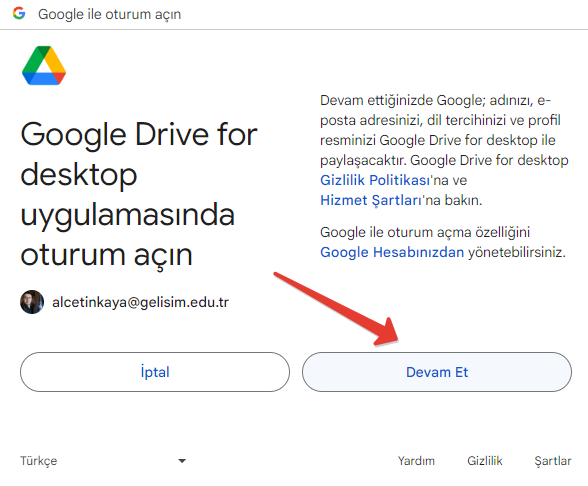 Google ile oturum açın
Google Drive for
desktop
uygulamasında
oturum açın
alcetinkaya@gelisim.edu.tr
Devam ettiğinizde Google; adınızı, e-
posta adresinizi, dil tercihinizi ve profil
resminizi Google Drive for desktop ile
paylaşacaktır. Google Drive for desktop
Gizlilik Politikası'na ve
Hizmet Şartları'na bakın.
Google ile oturum açma özelliğini
Google Hesabınızdan yönetebilirsiniz.
İptal
Devam Et
Türkçe
Yardım
Gizlilik
Şartlar